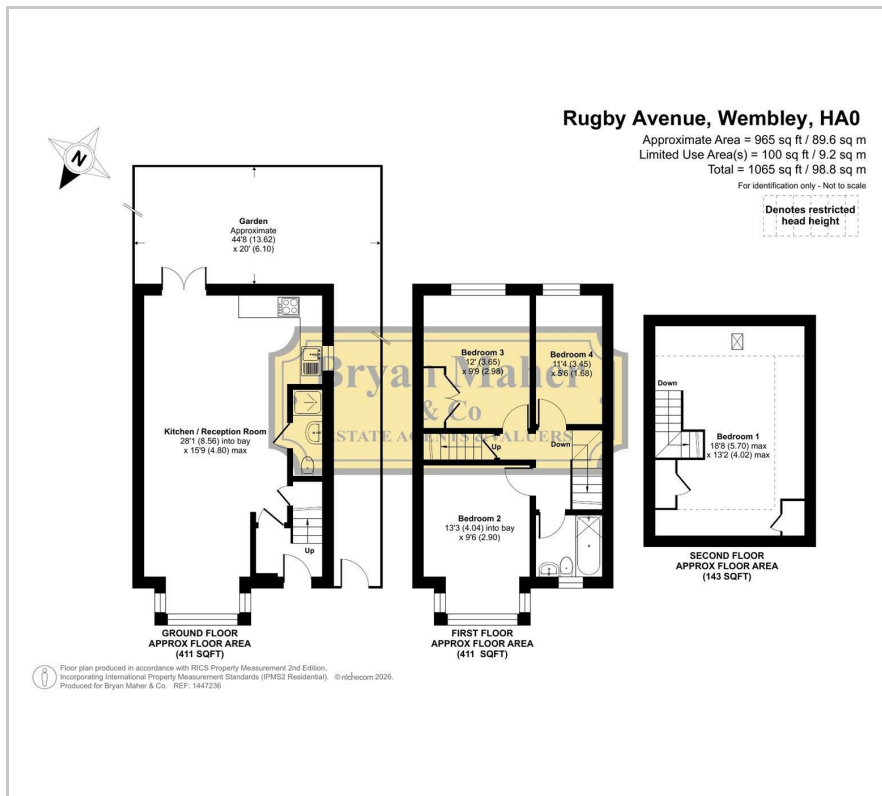 Rugby Avenue, Wembley, HA0
Approximate Area = 965 sq ft / 89.6 sq m
Limited Use Area(s) = 100 sq ft / 9.2 sq m
Total = 1065 sq ft / 98.8 sq m
For identification only - Not to scale
Denotes restricted
head height
N
Garden
Approximate
44'8 (13.62)
x 20' (6.10)
Kitchen / Reception Room
28'1 (8.56) into bay
x 15'9 (4.80) max
Up
GROUND FLOOR
APPROX FLOOR AREA
(411 SQFT)
Bedroom 3
12' (3.65)
x 9'9 (2.98)
Bedroom 4
11'4 (3.45)
x 5'6 (1.68)
Up
Down
Bedroom 2
13'3 (4.04) into bay
x 9'6 (2.90)
FIRST FLOOR
APPROX FLOOR AREA
(411 SQFT)
Down
Bedroom 1
18'8 (5.70) max
x 13'2 (4.02) max
SECOND FLOOR
APPROX FLOOR AREA
(143 SQFT)
Bryan Maher
& Co
ESTATE AGENTS & VALUERS
Floor plan produced in accordance with RICS Property Measurement 2nd Edition,
Incorporating International Property Measurement Standards (IPMS2 Residential). © nichecom 2026.
Produced for Bryan Maher & Co. REF: 1447236